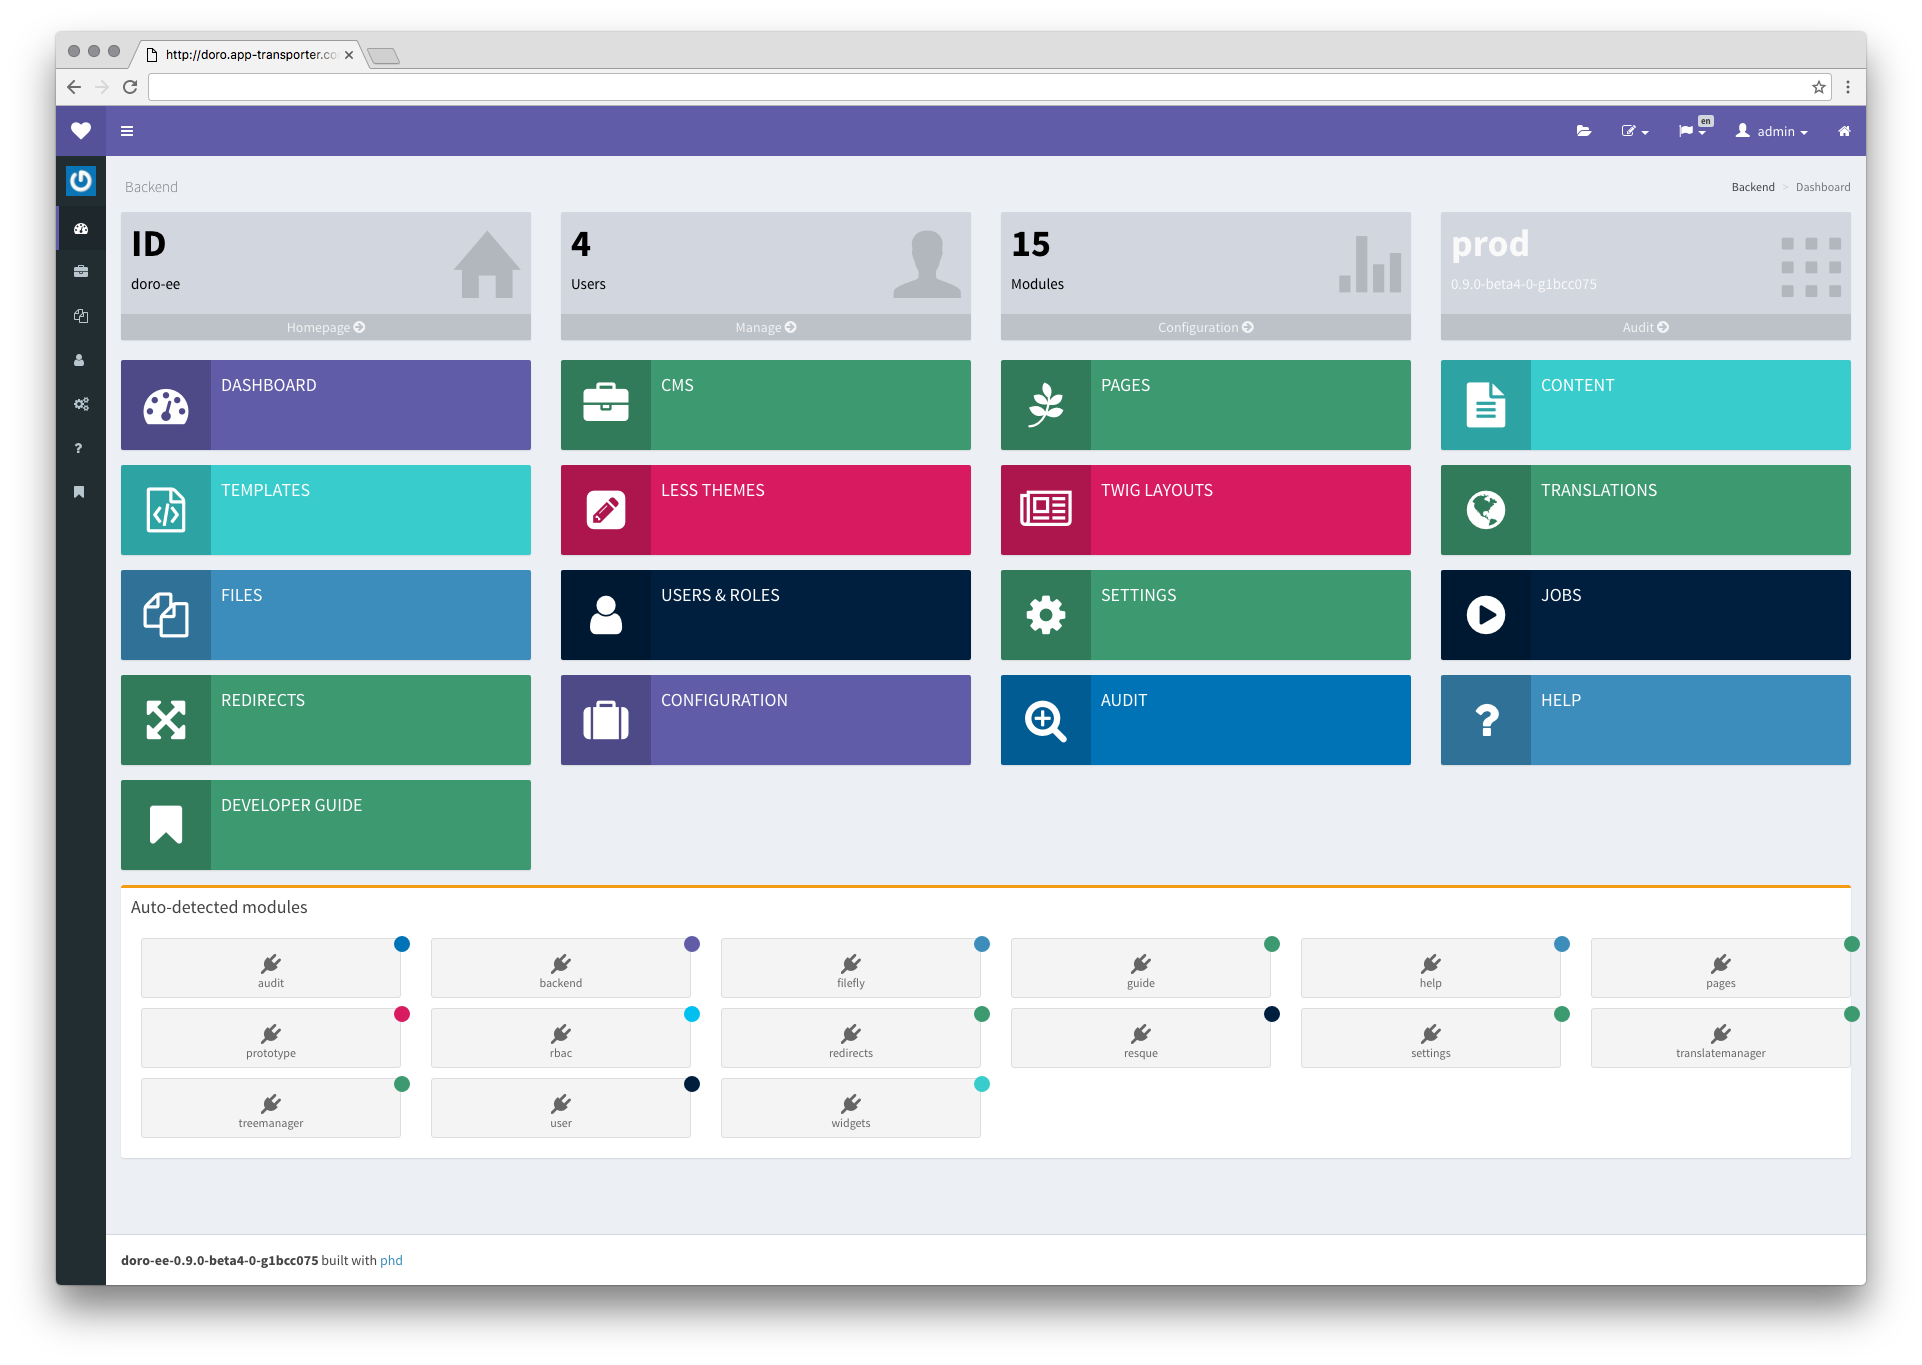 http://doro.app-transporter.co
en
admin
Backend
Backend > Dashboard
ID
doro-ee
Homepage
4
Users
Manage
15
Modules
Configuration
prod
0.9.0-beta4-0-g1bcc075
Audit
DASHBOARD
CMS
PAGES
CONTENT
TEMPLATES
LESS THEMES
TWIG LAYOUTS
TRANSLATIONS
FILES
USERS & ROLES
SETTINGS
JOBS
REDIRECTS
CONFIGURATION
AUDIT
HELP
DEVELOPER GUIDE
Auto-detected modules
audit
backend
filefly
guide
help
pages
prototype
rbac
redirects
resque
settings
translatemanager
treemanager
user
widgets
doro-ee-0.9.0-beta4-0-g1bcc075 built with phd